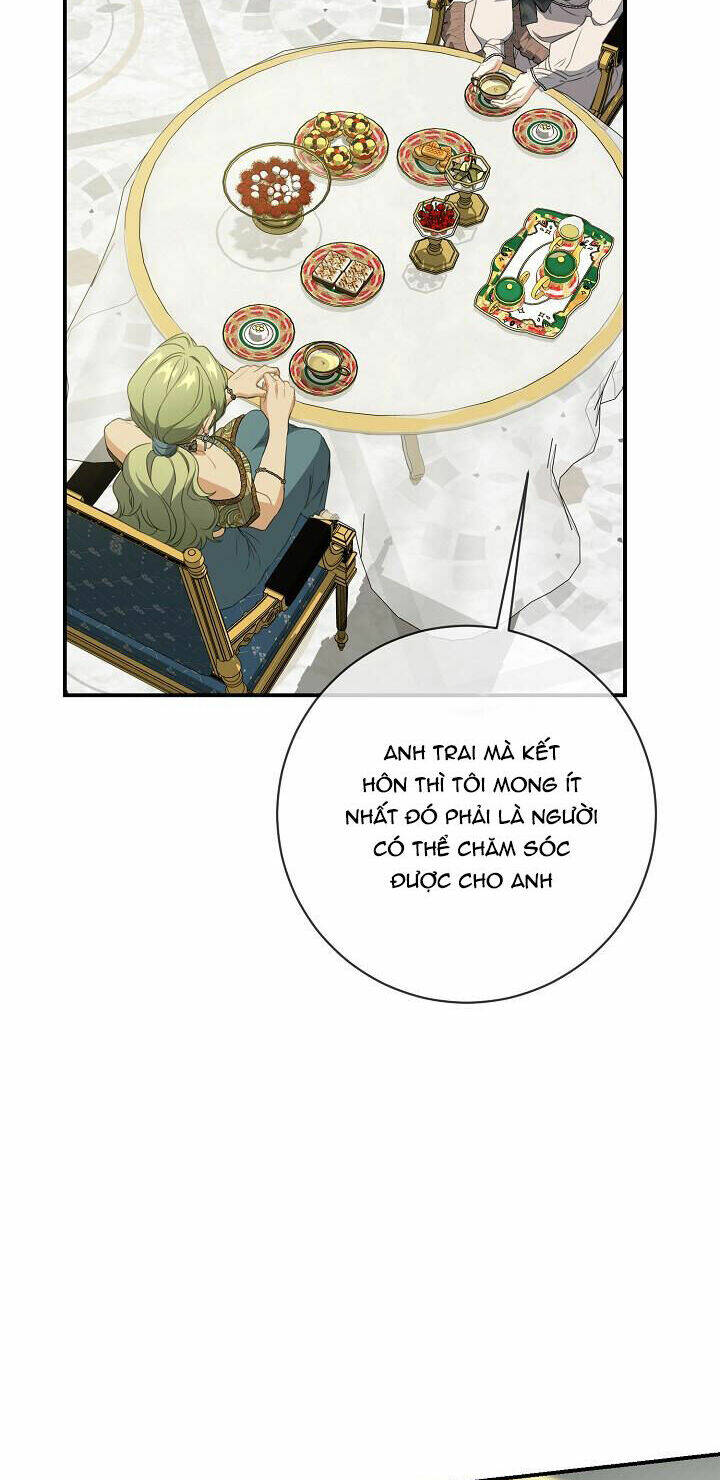 ANH TRAI MÀ KẾT
HÔN THÌ TÔI MONG ÍT
NHẤT ĐÓ PHẢI LÀ NGƯỜI
CÓ THỂ CHĂM SÓC
ĐƯỢC CHO ANH